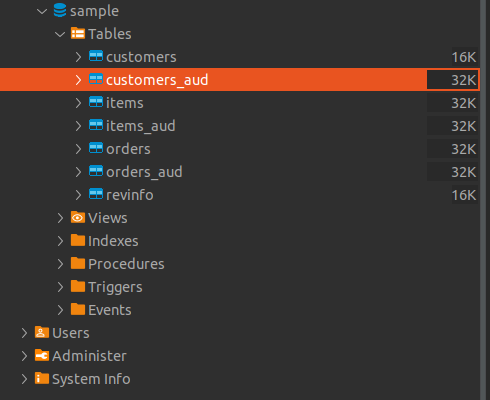 sample
Tables
customers 16K
customers_aud 32K
items 32K
items_aud 32K
orders 32K
orders_aud 32K
revinfo 16K
Views
Indexes
Procedures
Triggers
Events
Users
Administer
System Info